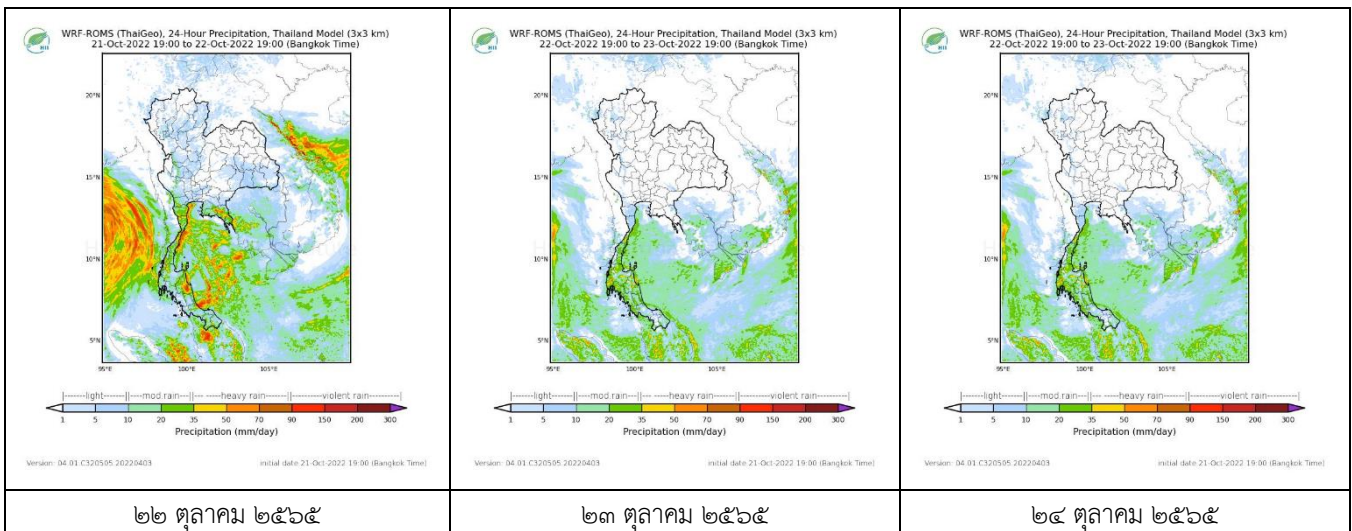 HII
WRF-ROMS (ThaiGeo), 24-Hour Precipitation, Thailand Model (3x3 km)
21-Oct-2022 19:00 to 22-Oct-2022 19:00 (Bangkok Time)
20°N
15°N
10°N
5°N
95°E 100°E 105°E
|-------light-----||----mod.rain----||--- ---heavy rain-----||------violent rain------|
1 5 10 20 35 50 70 90 150 200 300
Precipitation (mm/day)
Version: 04.01.C320505.20220403 initial date 21-Oct-2022 19:00 (Bangkok Time)
๒๒ ตุลาคม ๒๕๖๕
HII
WRF-ROMS (ThaiGeo), 24-Hour Precipitation, Thailand Model (3x3 km)
22-Oct-2022 19:00 to 23-Oct-2022 19:00 (Bangkok Time)
20°N
15°N
10°N
5°N
95°E 100°E 105°E
|-------light-----||----mod.rain----||--- ---heavy rain-----||------violent rain------|
1 5 10 20 35 50 70 90 150 200 300
Precipitation (mm/day)
Version: 04.01.C320505.20220403 initial date 21-Oct-2022 19:00 (Bangkok Time)
๒๓ ตุลาคม ๒๕๖๕
HII
WRF-ROMS (ThaiGeo), 24-Hour Precipitation, Thailand Model (3x3 km)
22-Oct-2022 19:00 to 23-Oct-2022 19:00 (Bangkok Time)
20°N
15°N
10°N
5°N
95°E 100°E 105°E
|-------light-----||----mod.rain----||--- ---heavy rain-----||------violent rain------|
1 5 10 20 35 50 70 90 150 200 300
Precipitation (mm/day)
Version: 04.01.C320505.20220403 initial date 21-Oct-2022 19:00 (Bangkok Time)
๒๔ ตุลาคม ๒๕๖๕